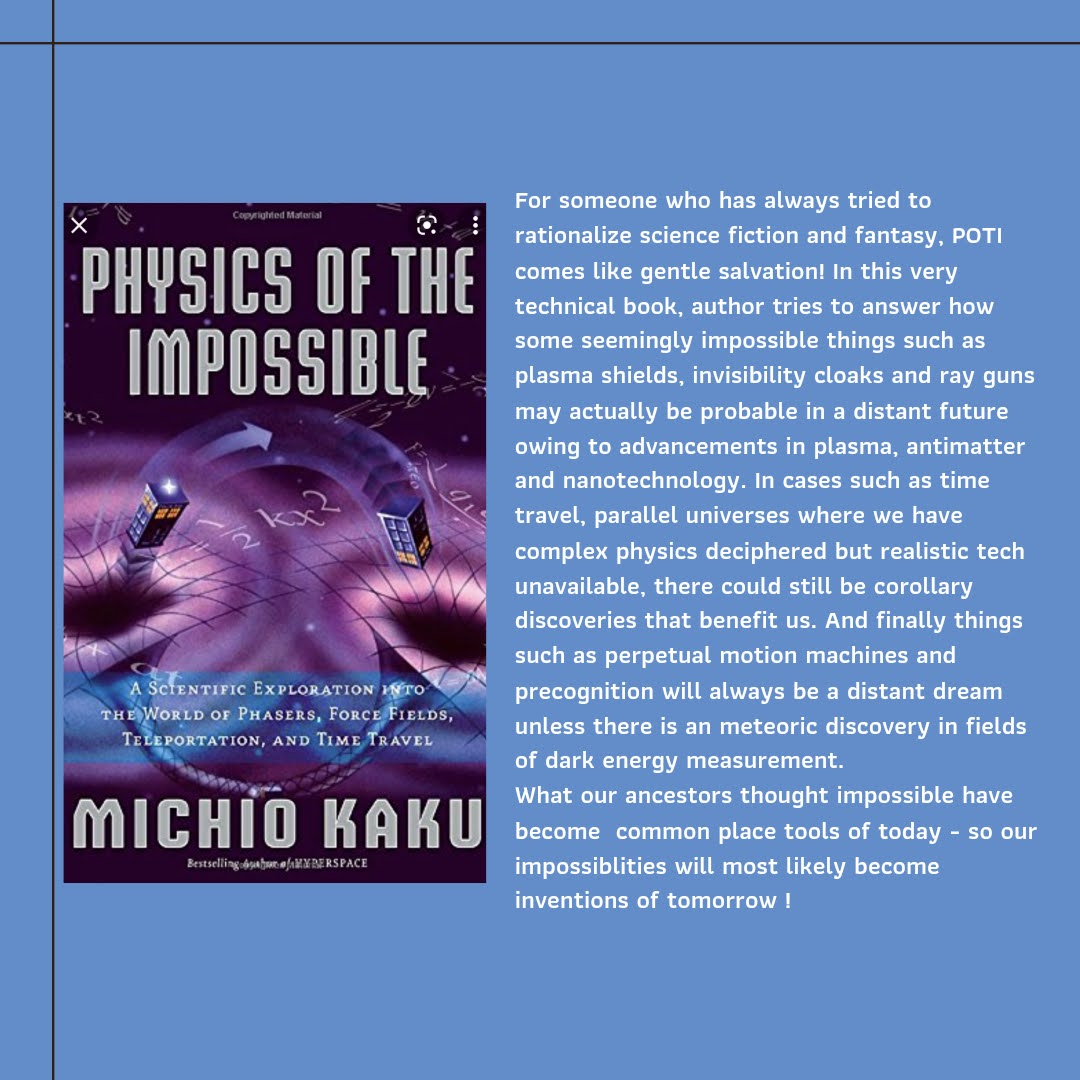 Copyrighted Material
PHYSICS OF THE
IMPOSSIBLE
kx2
A SCIENTIFIC EXPLORATION INTO
THE WORLD OF PHASERS, FORCE FIELDS,
TELEPORTATION, AND TIME TRAVEL
MICHIO KAKU
Bestselling Author of HYPERSPACE
For someone who has always tried to
rationalize science fiction and fantasy, POTI
comes like gentle salvation! In this very
technical book, author tries to answer how
some seemingly impossible things such as
plasma shields, invisibility cloaks and ray guns
may actually be probable in a distant future
owing to advancements in plasma, antimatter
and nanotechnology. In cases such as time
travel, parallel universes where we have
complex physics deciphered but realistic tech
unavailable, there could still be corollary
discoveries that benefit us. And finally things
such as perpetual motion machines and
precognition will always be a distant dream
unless there is an meteoric discovery in fields
of dark energy measurement.
What our ancestors thought impossible have
become  common place tools of today - so our
impossiblities will most likely become
inventions of tomorrow !